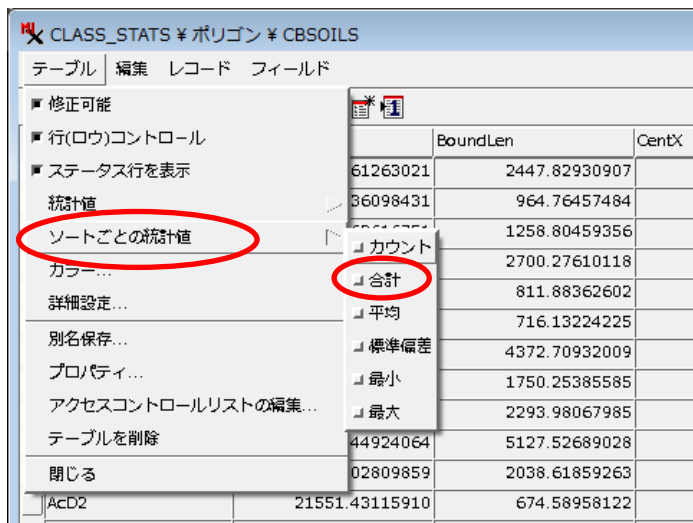 CLASS_STATS ¥ ポリゴン ¥ CBSOILS
テーブル 編集 レコード フィールド
修正可能
行(ロウ)コントロール
ステータス行を表示
統計値
ソートごとの統計値
カラー...
詳細設定...
別名保存...
プロパティ...
アクセスコントロールリストの編集...
テーブルを削除
閉じる
カウント
合計
平均
標準偏差
最小
最大
BoundLen CentX
61263021 2447.82930907
36098431 964.76457484
1258.80459356
2700.27610118
811.88362602
716.13224225
4372.70932009
1750.25385585
2293.98067985
44924064 5127.52689028
02809859 2038.61859263
AcD2 21551.43115910 674.58958122